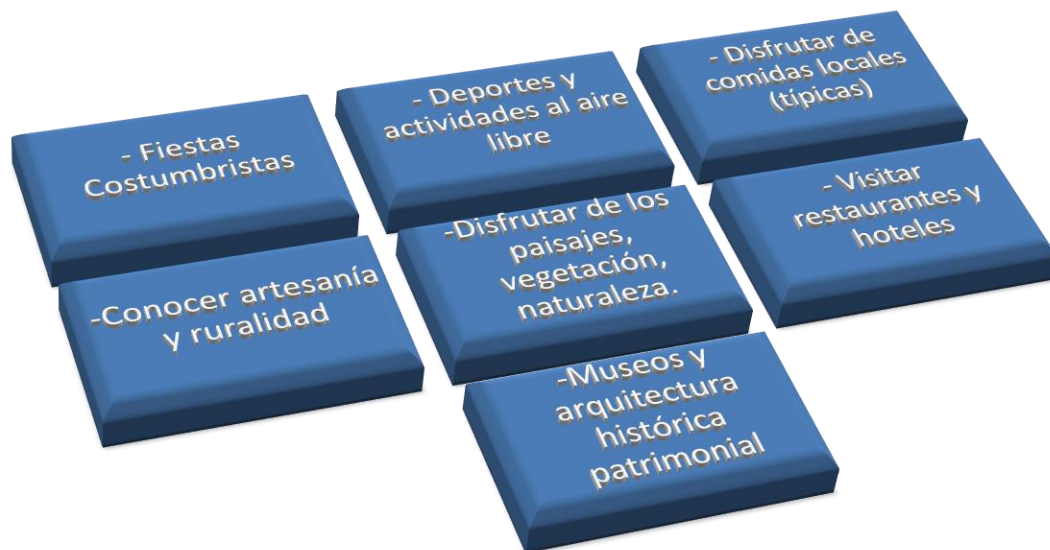 - Fiestas
Costumbristas
- Deportes y
actividades al aire
libre
- Disfrutar de
comidas locales
(típicas)
-Conocer artesanía
y ruralidad
-Disfrutar de los
paisajes,
vegetación,
naturaleza.
- Visitar
restaurantes y
hoteles
-Museos y
arquitectura
histórica
patrimonial